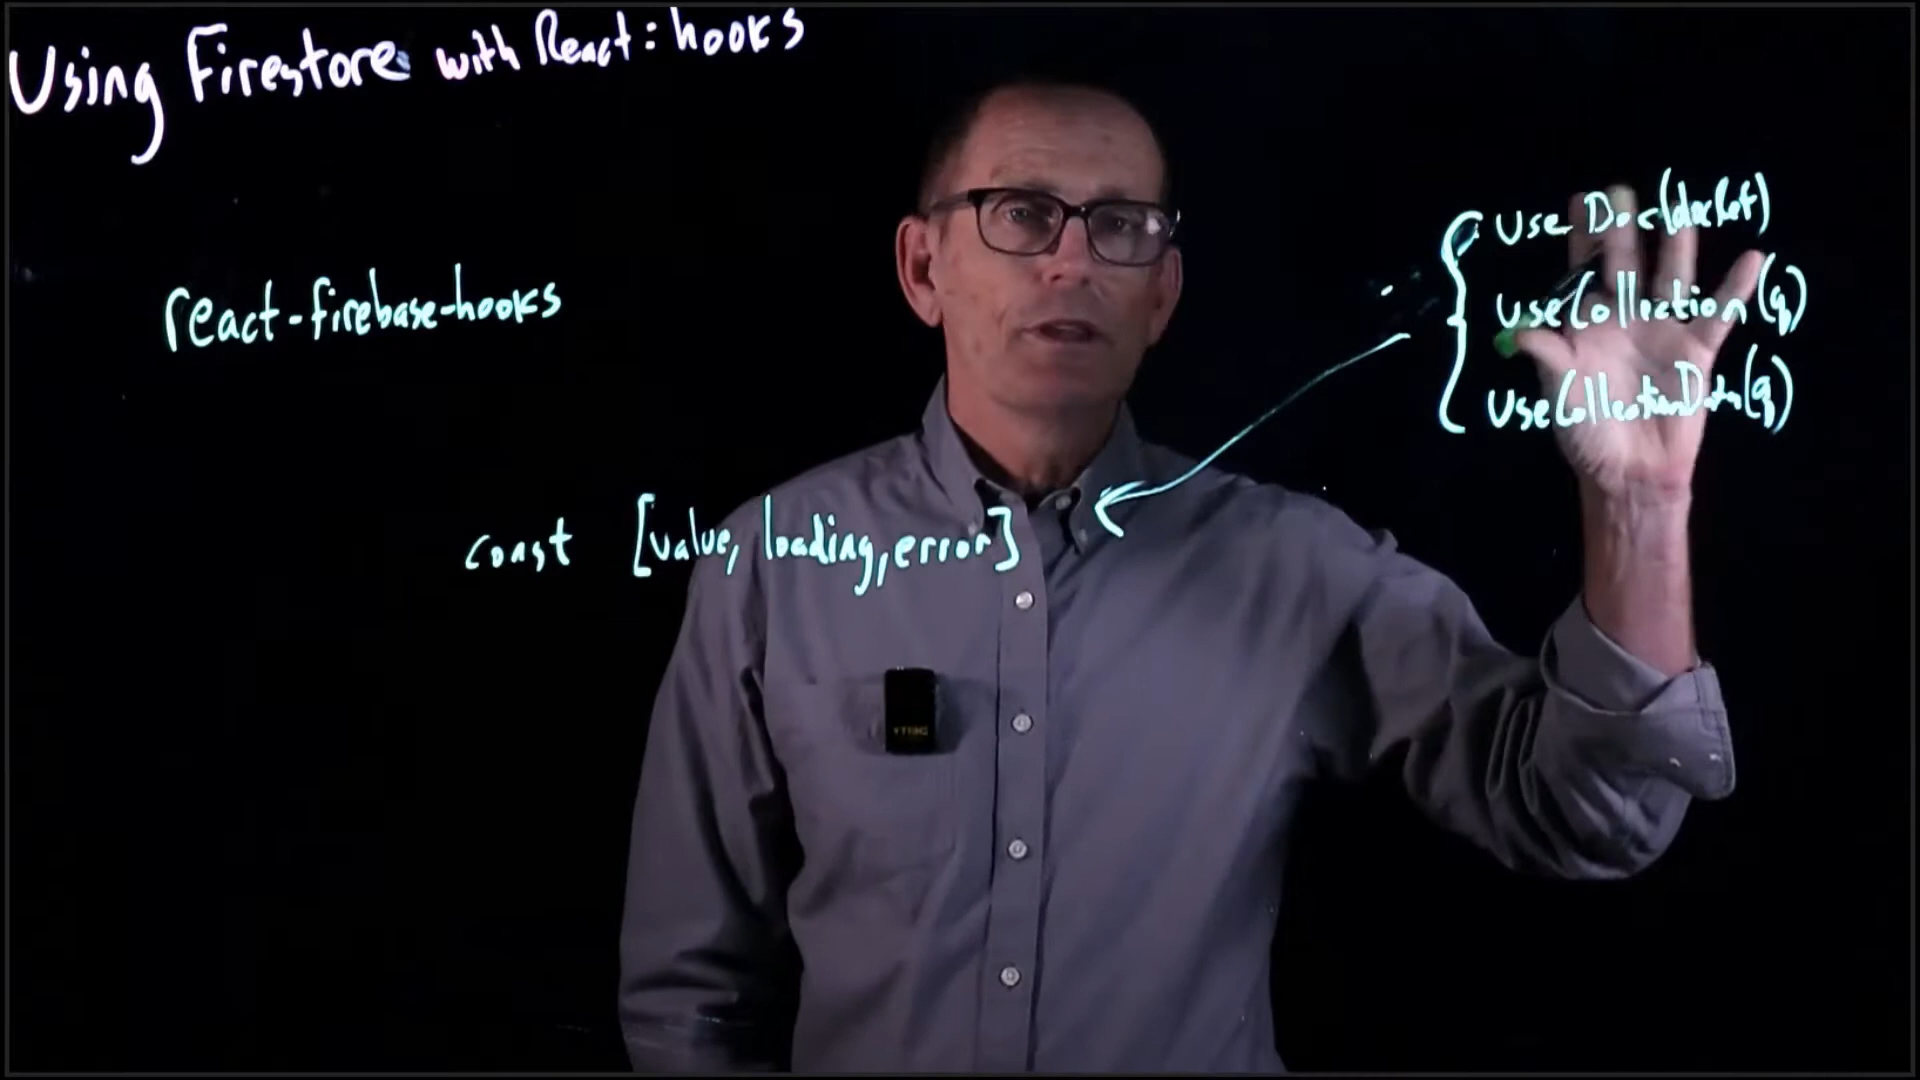 Using Firestore with React: hooks
react-firebase-hooks
use Doc(docRef)
useCollection(q)
useCollectionData(q)
const [value, loading, error]